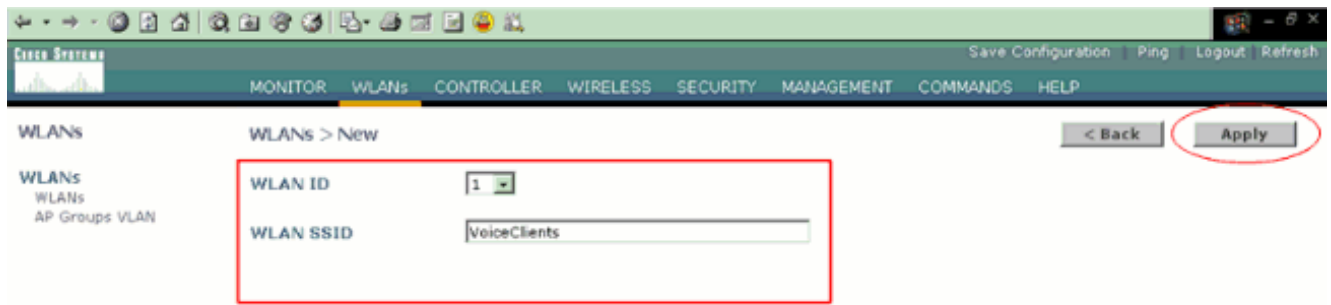 Cisco Systems
Save Configuration | Ping | Logout | Refresh
MONITOR WLANs CONTROLLER WIRELESS SECURITY MANAGEMENT COMMANDS HELP
WLANs
WLANs > New
< Back
Apply
WLANs
WLANs
AP Groups VLAN
WLAN ID
1
WLAN SSID
VoiceClients